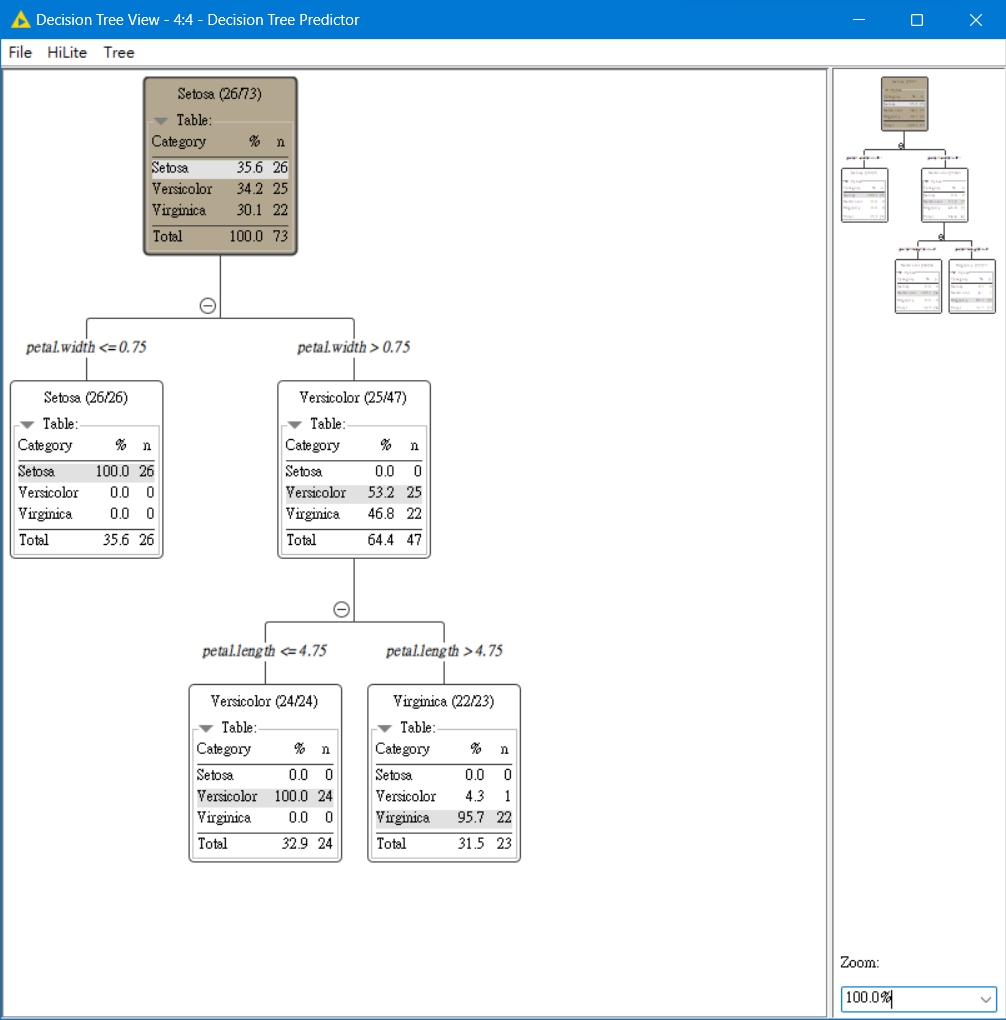 Decision Tree View - 4:4 - Decision Tree Predictor
File HiLite Tree
Setosa (26/73)
Table:
Category % n
Setosa 35.6 26
Versicolor 34.2 25
Virginica 30.1 22
Total 100.0 73
petal.width <= 0.75
petal.width > 0.75
Setosa (26/26)
Table:
Category % n
Setosa 100.0 26
Versicolor 0.0 0
Virginica 0.0 0
Total 35.6 26
Versicolor (25/47)
Table:
Category % n
Setosa 0.0 0
Versicolor 53.2 25
Virginica 46.8 22
Total 64.4 47
petal.length <= 4.75
petal.length > 4.75
Versicolor (24/24)
Table:
Category % n
Setosa 0.0 0
Versicolor 100.0 24
Virginica 0.0 0
Total 32.9 24
Virginica (22/23)
Table:
Category % n
Setosa 0.0 0
Versicolor 4.3 1
Virginica 95.7 22
Total 31.5 23
Zoom:
100.0%